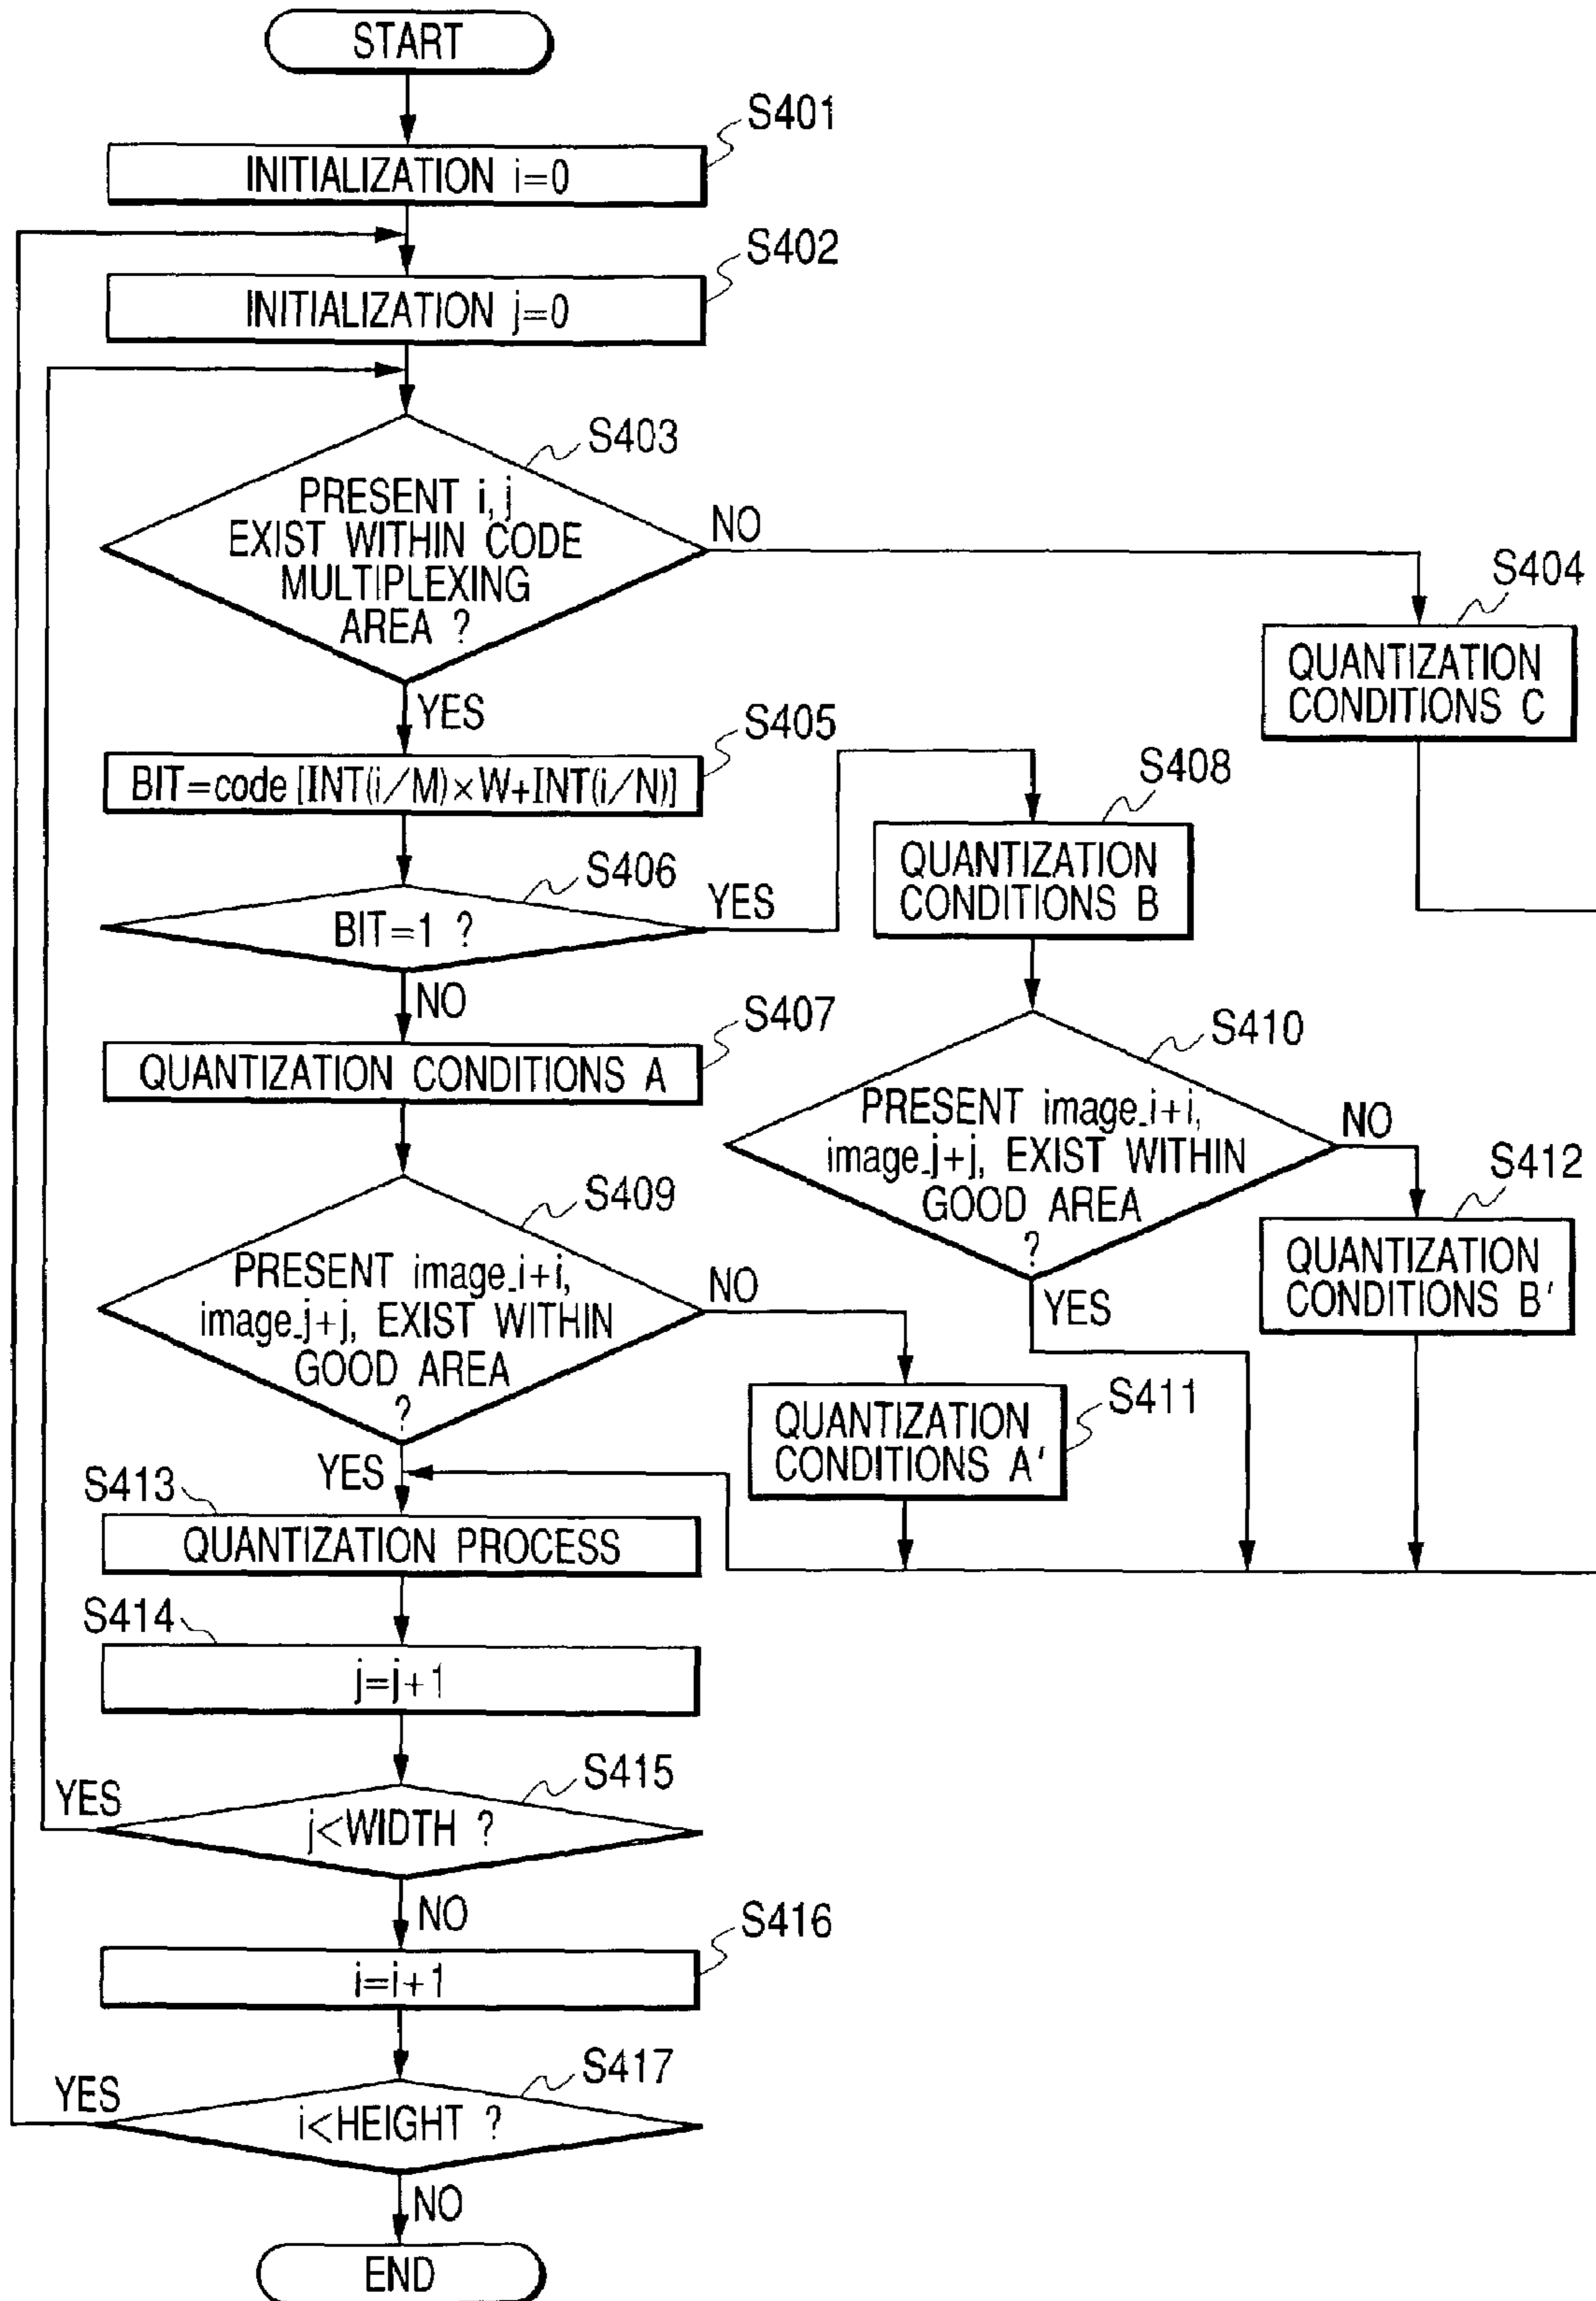 START
S401
INITIALIZATION i=0
S402
INITIALIZATION j=0
S403
PRESENT i, j
EXIST WITHIN CODE
MULTIPLEXING
AREA ?
NO
YES
S404
QUANTIZATION
CONDITIONS C
S405
BIT=code [INT(i/M)×W+INT(i/N)]
S406
BIT=1 ?
YES
NO
S408
QUANTIZATION
CONDITIONS B
S407
QUANTIZATION CONDITIONS A
S410
PRESENT image_i+i,
image_j+j, EXIST WITHIN
GOOD AREA
?
NO
YES
S412
QUANTIZATION
CONDITIONS B'
S409
PRESENT image_i+i,
image_j+j, EXIST WITHIN
GOOD AREA
?
NO
YES
S411
QUANTIZATION
CONDITIONS A'
S413
QUANTIZATION PROCESS
S414
j=j+1
S415
j<WIDTH ?
YES
NO
S416
i=i+1
S417
i<HEIGHT ?
YES
NO
END